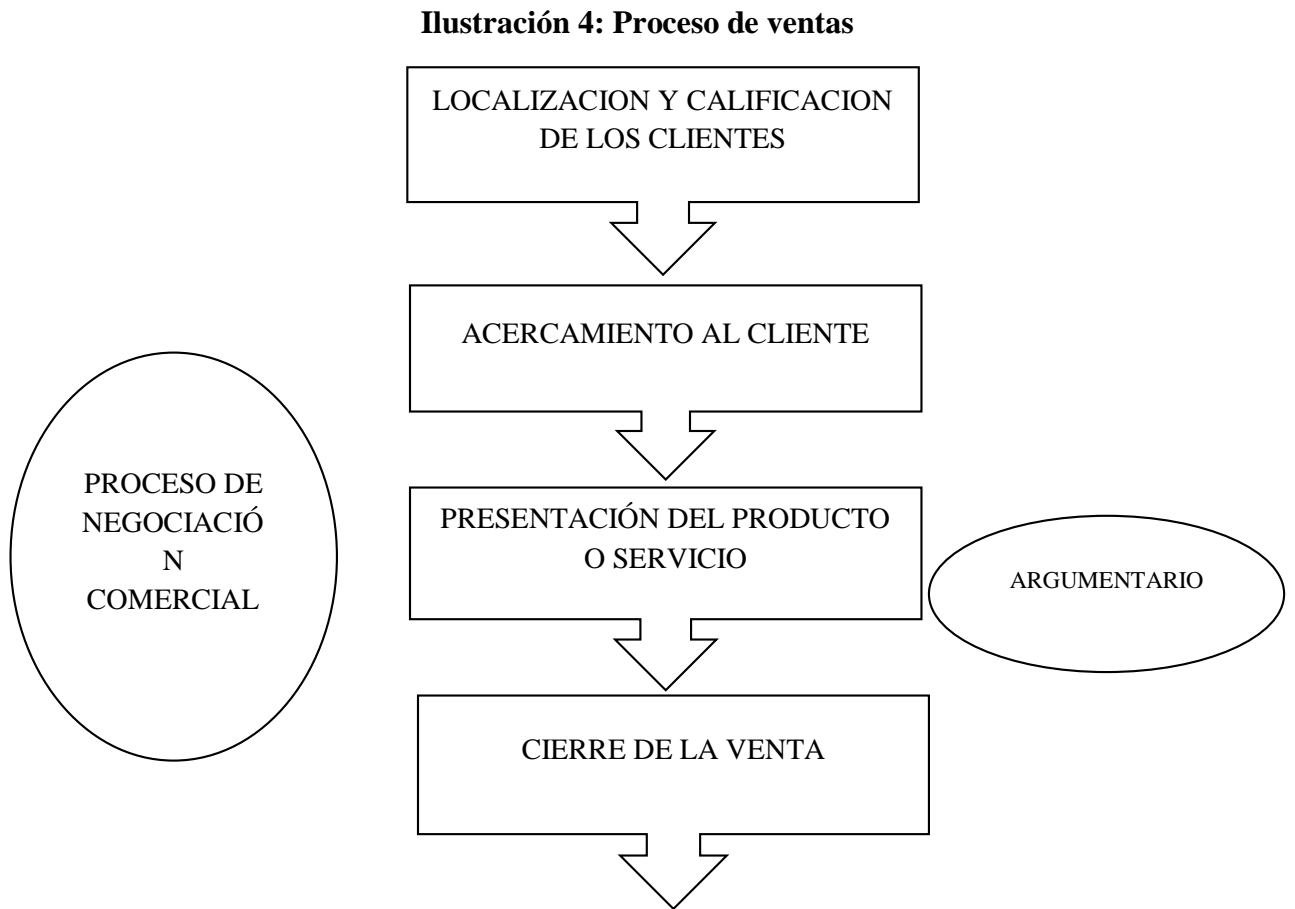 Ilustración 4: Proceso de ventas
LOCALIZACION Y CALIFICACION
DE LOS CLIENTES
ACERCAMIENTO AL CLIENTE
PROCESO DE
NEGOCIACIÓ
N
COMERCIAL
PRESENTACIÓN DEL PRODUCTO
O SERVICIO
ARGUMENTARIO
CIERRE DE LA VENTA